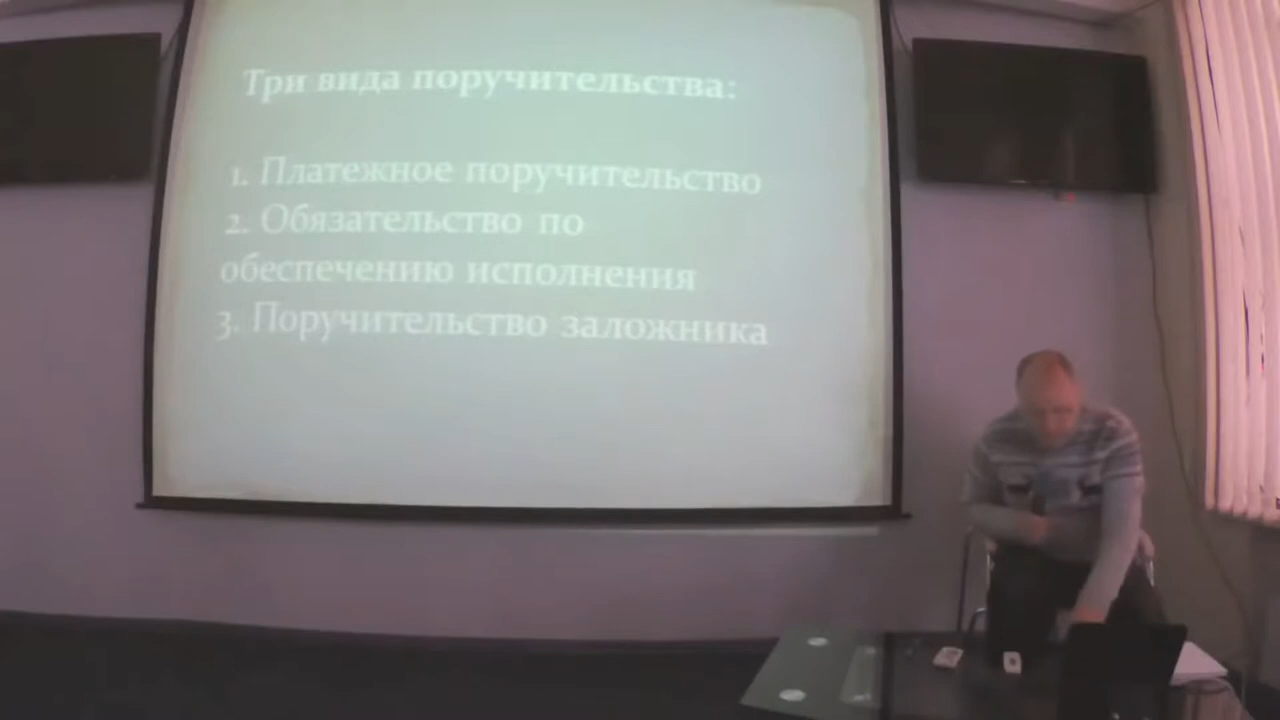 Три вида поручительства:
1. Платежное поручительство
2. Обязательство по
обеспечению исполнения
3. Поручительство заложника